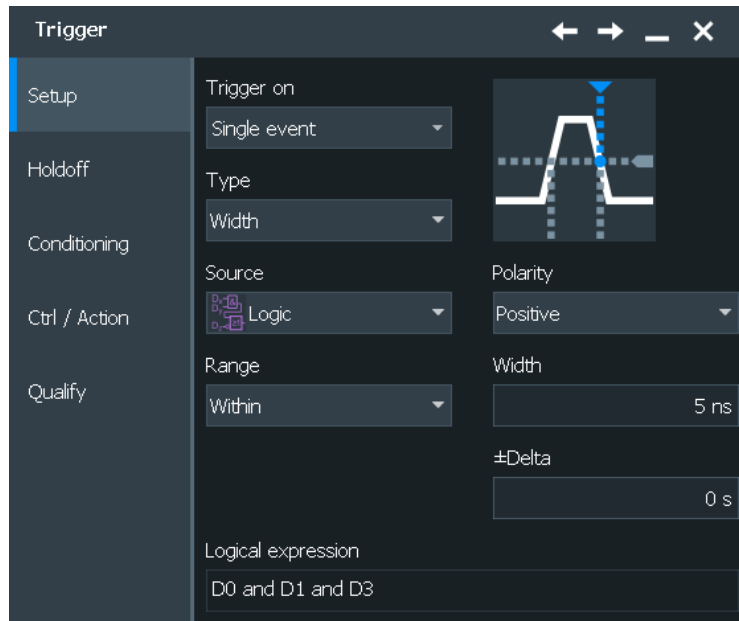 Trigger
Setup
Holdoff
Conditioning
Ctrl / Action
Qualify
Trigger on
Single event
Type
Width
Source
Logic
Polarity
Positive
Range
Within
Width
5 ns
±Delta
0 s
Logical expression
D0 and D1 and D3